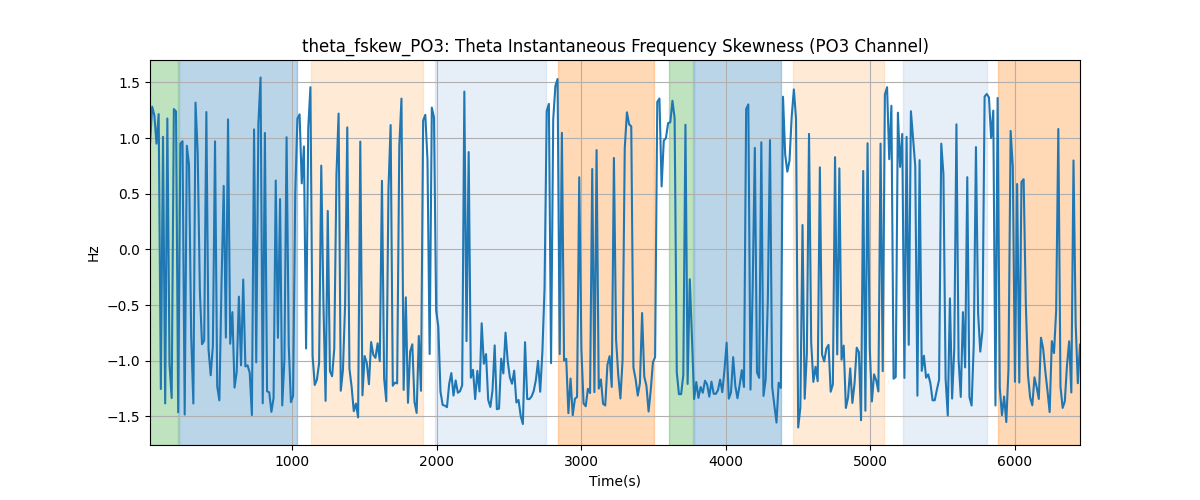 theta_fskew_PO3: Theta Instantaneous Frequency Skewness (PO3 Channel)
1.5
1.0
0.5
0.0
−0.5
−1.0
−1.5
Hz
1000 2000 3000 4000 5000 6000
Time(s)